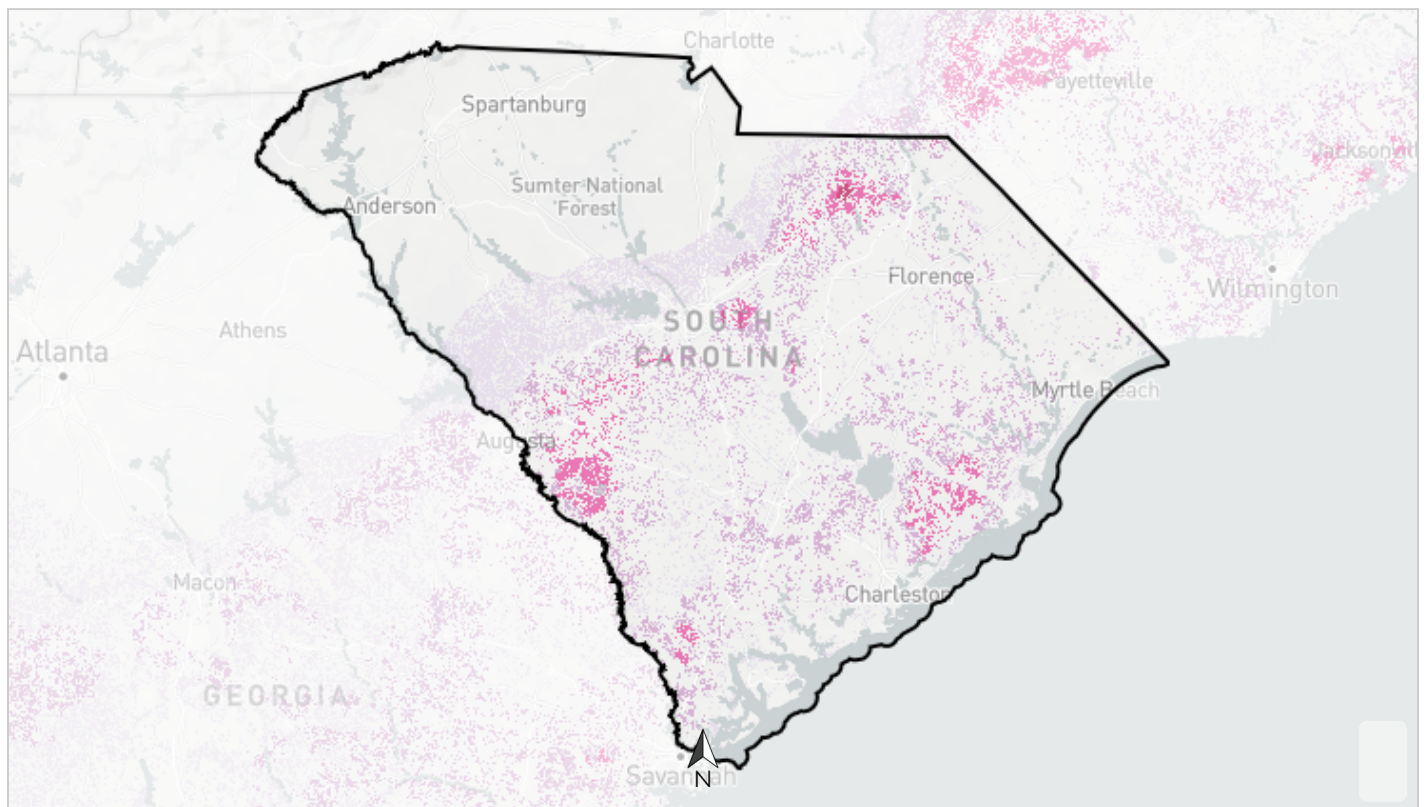 Charlotte
Fayetteville
Spartanburg
Jacksonvill
Sumter National
Forest
Anderson
Florence
Wilmington
SOUTH
CAROLINA
Athens
Atlanta
Myrtle Beach
Augusta
Macon
Charleston
GEORGIA
Savannah
N